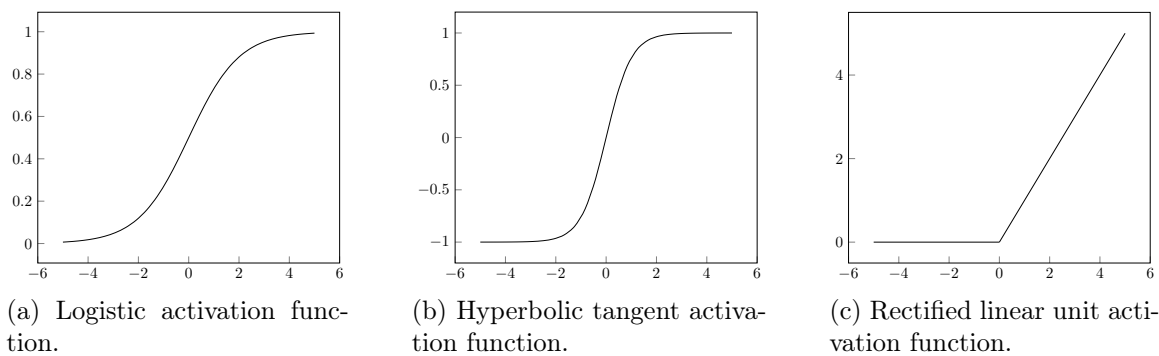 1
0.8
0.6
0.4
0.2
0
−6 −4 −2 0 2 4 6
(a) Logistic activation func-
tion.
1
0.5
0
−0.5
−1
−6 −4 −2 0 2 4 6
(b) Hyperbolic tangent activa-
tion function.
4
2
0
−6 −4 −2 0 2 4 6
(c) Rectified linear unit acti-
vation function.